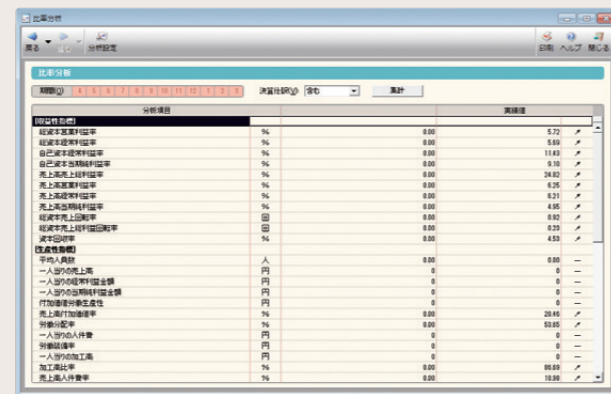 比率分析
戻る 分析設定 印刷 ヘルプ 閉じる
比率分析
期間(Q) 4 5 6 7 8 9 10 11 12 1 2 3 決算仕訳(V) 含む 集計
分析項目 実績値
[収益性指標]
総資本営業利益率 % 0.00 5.72 ↗
総資本経常利益率 % 0.00 5.69 ↗
自己資本経常利益率 % 0.00 11.43 ↗
自己資本当期純利益率 % 0.00 9.10 ↗
売上高売上総利益率 % 0.00 24.82 ↗
売上高営業利益率 % 0.00 6.25 ↗
売上高経常利益率 % 0.00 6.21 ↗
売上高当期純利益率 % 0.00 4.95 ↗
総資本売上回転率 回 0.00 0.92 ↗
総資本売上総利益回転率 回 0.00 0.23 ↗
資本回収率 % 0.00 4.53 ↗
[生産性指標]
平均人員数 人 0.00 0.00 —
一人当りの売上高 円 0 0 —
一人当りの経常利益金額 円 0 0 —
一人当りの当期純利益金額 円 0 0 —
付加価値労働生産性 円 0 0 —
売上高付加価値率 % 0.00 20.46 ↗
労働分配率 % 0.00 53.65 ↗
一人当りの人件費 円 0 0 —
労働装備率 円 0 0 —
一人当りの加工高 円 0 0 —
加工高比率 % 0.00 86.69 ↗
売上高人件費率 % 0.00 10.98 ↗